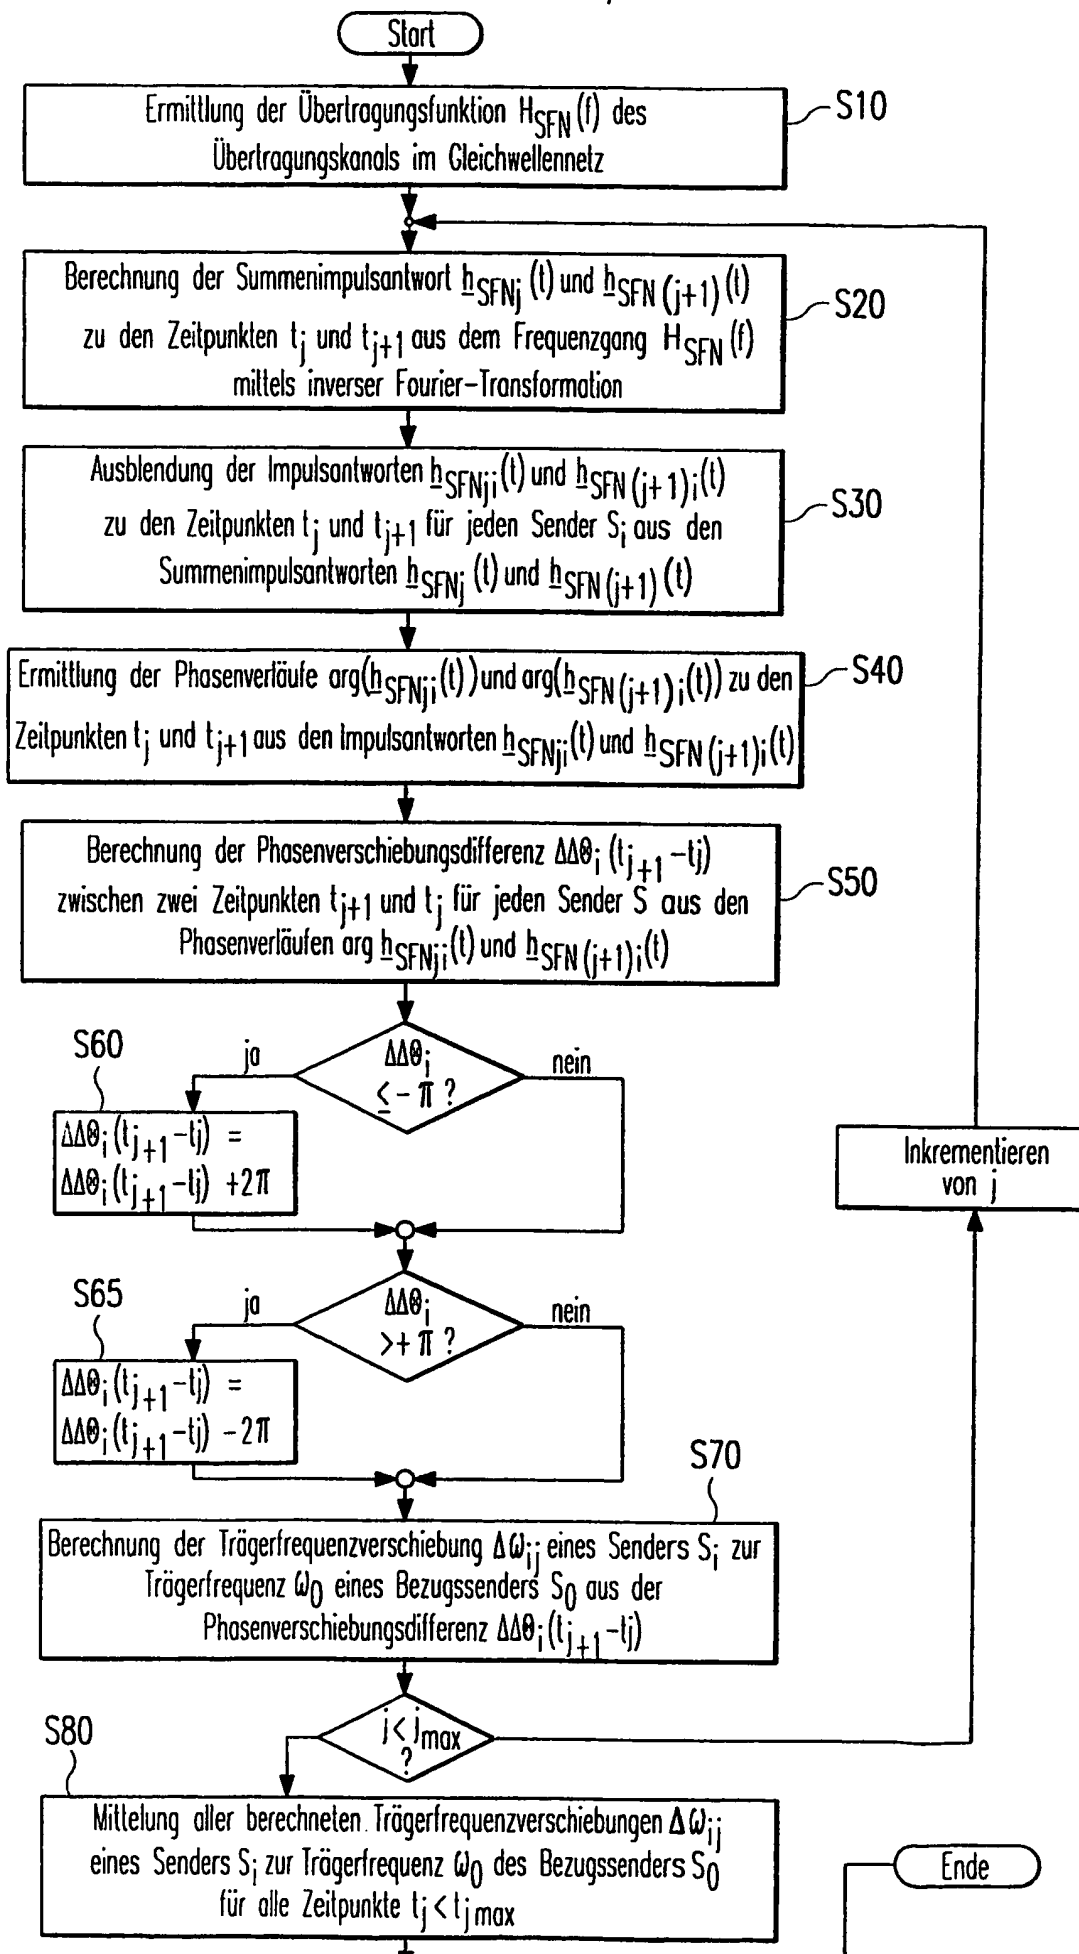 Start
Ermittlung der Übertragungsfunktion H_SFN(f) des
Übertragungskanals im Gleichwellennetz
S10
Berechnung der Summenimpulsantwort h_SFNj(t) und h_SFN(j+1)(t)
zu den Zeitpunkten t_j und t_j+1 aus dem Frequenzgang H_SFN(f)
mittels inverser Fourier-Transformation
S20
Ausblendung der Impulsantworten h_SFNji(t) und h_SFN(j+1)i(t)
zu den Zeitpunkten t_j und t_j+1 für jeden Sender S_i aus den
Summenimpulsantworten h_SFNj(t) und h_SFN(j+1)(t)
S30
Ermittlung der Phasenverläufe arg(h_SFNji(t)) und arg(h_SFN(j+1)i(t)) zu den
Zeitpunkten t_j und t_j+1 aus den Impulsantworten h_SFNji(t) und h_SFN(j+1)i(t)
S40
Berechnung der Phasenverschiebungsdifferenz ΔΔΘ_i(t_j+1-t_j)
zwischen zwei Zeitpunkten t_j+1 und t_j für jeden Sender S aus den
Phasenverläufen arg h_SFNji(t) und h_SFN(j+1)i(t)
S50
ΔΔΘ_i
≤ - π ?
ja
nein
S60
ΔΔΘ_i(t_j+1-t_j) =
ΔΔΘ_i(t_j+1-t_j) +2π
Inkrementieren
von j
ΔΔΘ_i
>+ π ?
ja
nein
S65
ΔΔΘ_i(t_j+1-t_j) =
ΔΔΘ_i(t_j+1-t_j) -2π
S70
Berechnung der Trägerfrequenzverschiebung Δω_ij eines Senders S_i zur
Trägerfrequenz ω_0 eines Bezugssenders S_0 aus der
Phasenverschiebungsdifferenz ΔΔΘ_i(t_j+1-t_j)
j < j_max
?
S80
Mittelung aller berechneten Trägerfrequenzverschiebungen Δω_ij
eines Senders S_i zur Trägerfrequenz ω_0 des Bezugssenders S_0
für alle Zeitpunkte t_j < t_jmax
Ende